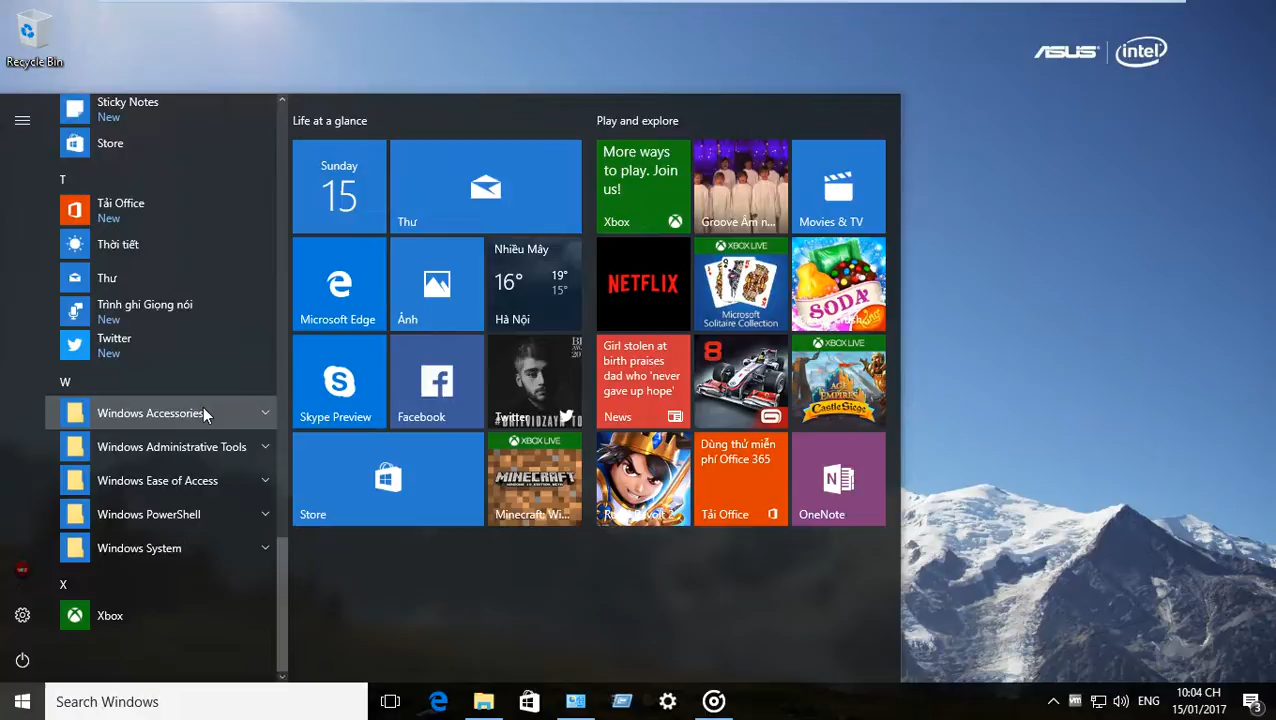 Recycle Bin
ASUS
intel
Sticky Notes
New
Store
T
Tải Office
New
Thời tiết
Thư
Trình ghi Giọng nói
New
Twitter
New
W
Windows Accessories
Windows Administrative Tools
Windows Ease of Access
Windows PowerShell
Windows System
X
Xbox
Life at a glance
Sunday
15
Thư
Microsoft Edge
Ảnh
Nhiều Mây
16°
19°
15°
Hà Nội
Skype Preview
Facebook
Twitter
Store
XBOX LIVE
MINECRAFT
Minecraft: Wi...
Play and explore
More ways
to play. Join
us!
Xbox
Groove Âm n...
Movies & TV
NETFLIX
XBOX LIVE
Microsoft
Solitaire Collection
SODA
Girl stolen at
birth praises
dad who 'never
gave up hope'
News
8
XBOX LIVE
AGE OF
EMPIRES
CASTLE SIEGE
Dùng thử miễn
phí Office 365
Tải Office
OneNote
Search Windows
ENG
10:04 CH
15/01/2017
3